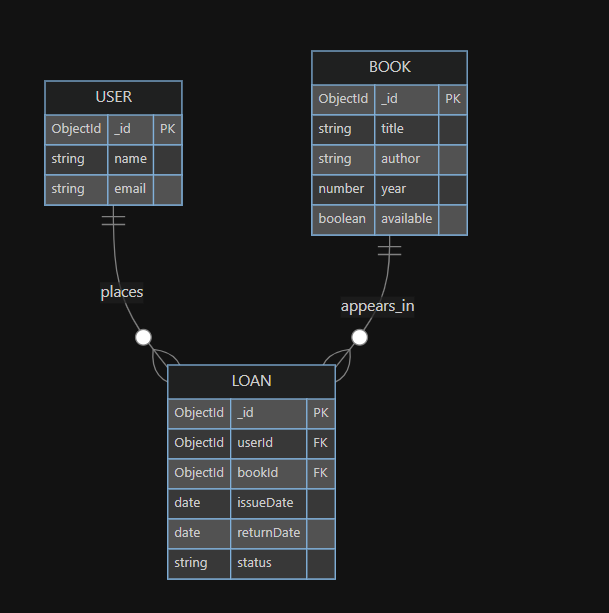 USER
ObjectId _id PK
string name
string email
BOOK
ObjectId _id PK
string title
string author
number year
boolean available
places
appears_in
LOAN
ObjectId _id PK
ObjectId userId FK
ObjectId bookId FK
date issueDate
date returnDate
string status